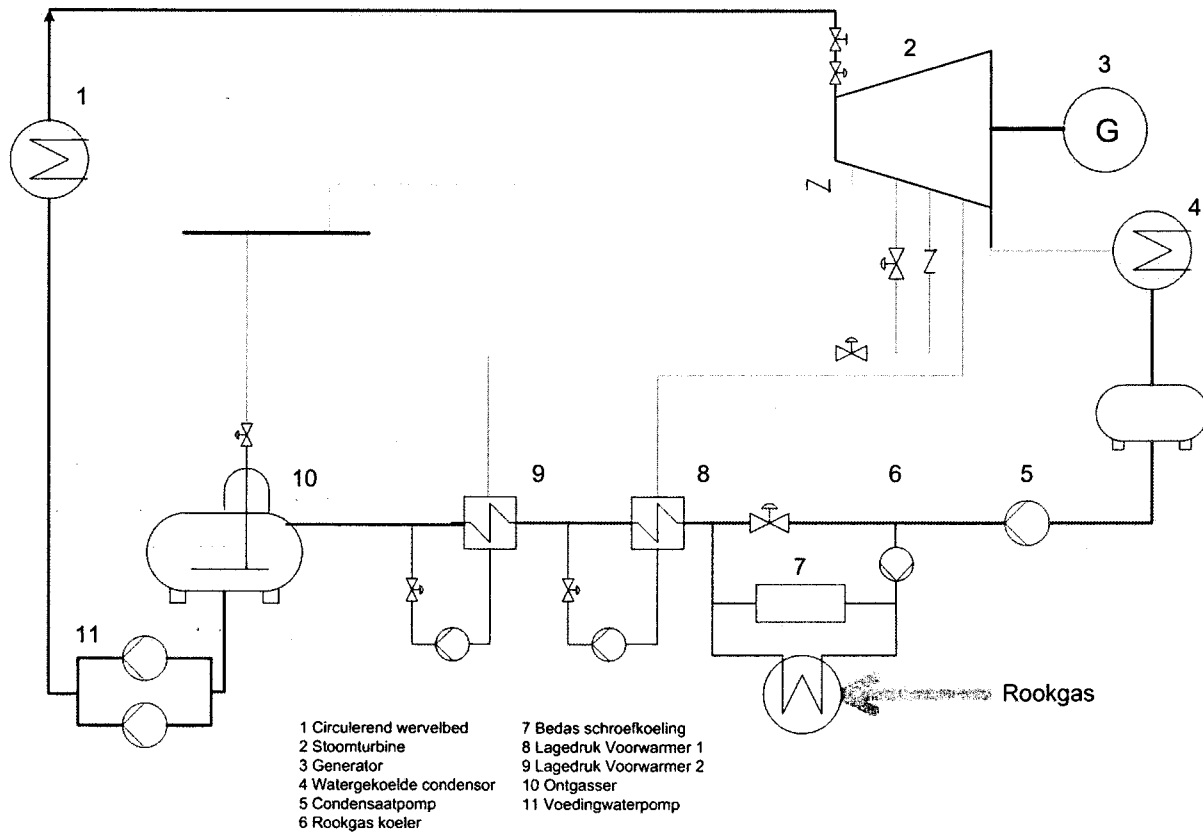 1
2
3
G
4
10
9
8
6
5
7
11
Rookgas
1 Circulerend wervelbed
2 Stoomturbine
3 Generator
4 Watergekoelde condensor
5 Condensaatpomp
6 Rookgas koeler
7 Bedas schroefkoeling
8 Lagedruk Voorwarmer 1
9 Lagedruk Voorwarmer 2
10 Ontgasser
11 Voedingwaterpomp